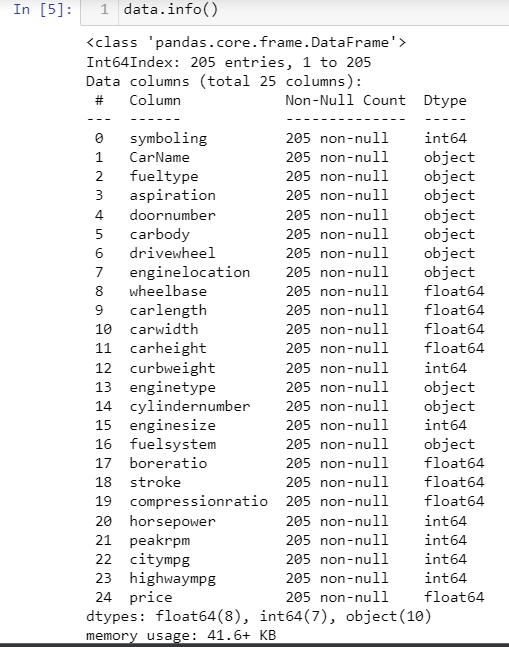 In [5]: 1 data.info()
<class 'pandas.core.frame.DataFrame'>
Int64Index: 205 entries, 1 to 205
Data columns (total 25 columns):
 #   Column            Non-Null Count  Dtype
---  ------            --------------  -----
 0   symboling         205 non-null    int64
 1   CarName           205 non-null    object
 2   fueltype          205 non-null    object
 3   aspiration        205 non-null    object
 4   doornumber        205 non-null    object
 5   carbody           205 non-null    object
 6   drivewheel        205 non-null    object
 7   enginelocation    205 non-null    object
 8   wheelbase         205 non-null    float64
 9   carlength         205 non-null    float64
 10  carwidth          205 non-null    float64
 11  carheight         205 non-null    float64
 12  curbweight        205 non-null    int64
 13  enginetype        205 non-null    object
 14  cylindernumber    205 non-null    object
 15  enginesize        205 non-null    int64
 16  fuelsystem        205 non-null    object
 17  boreratio         205 non-null    float64
 18  stroke            205 non-null    float64
 19  compressionratio  205 non-null    float64
 20  horsepower        205 non-null    int64
 21  peakrpm           205 non-null    int64
 22  citympg           205 non-null    int64
 23  highwaympg        205 non-null    int64
 24  price             205 non-null    float64
dtypes: float64(8), int64(7), object(10)
memory usage: 41.6+ KB